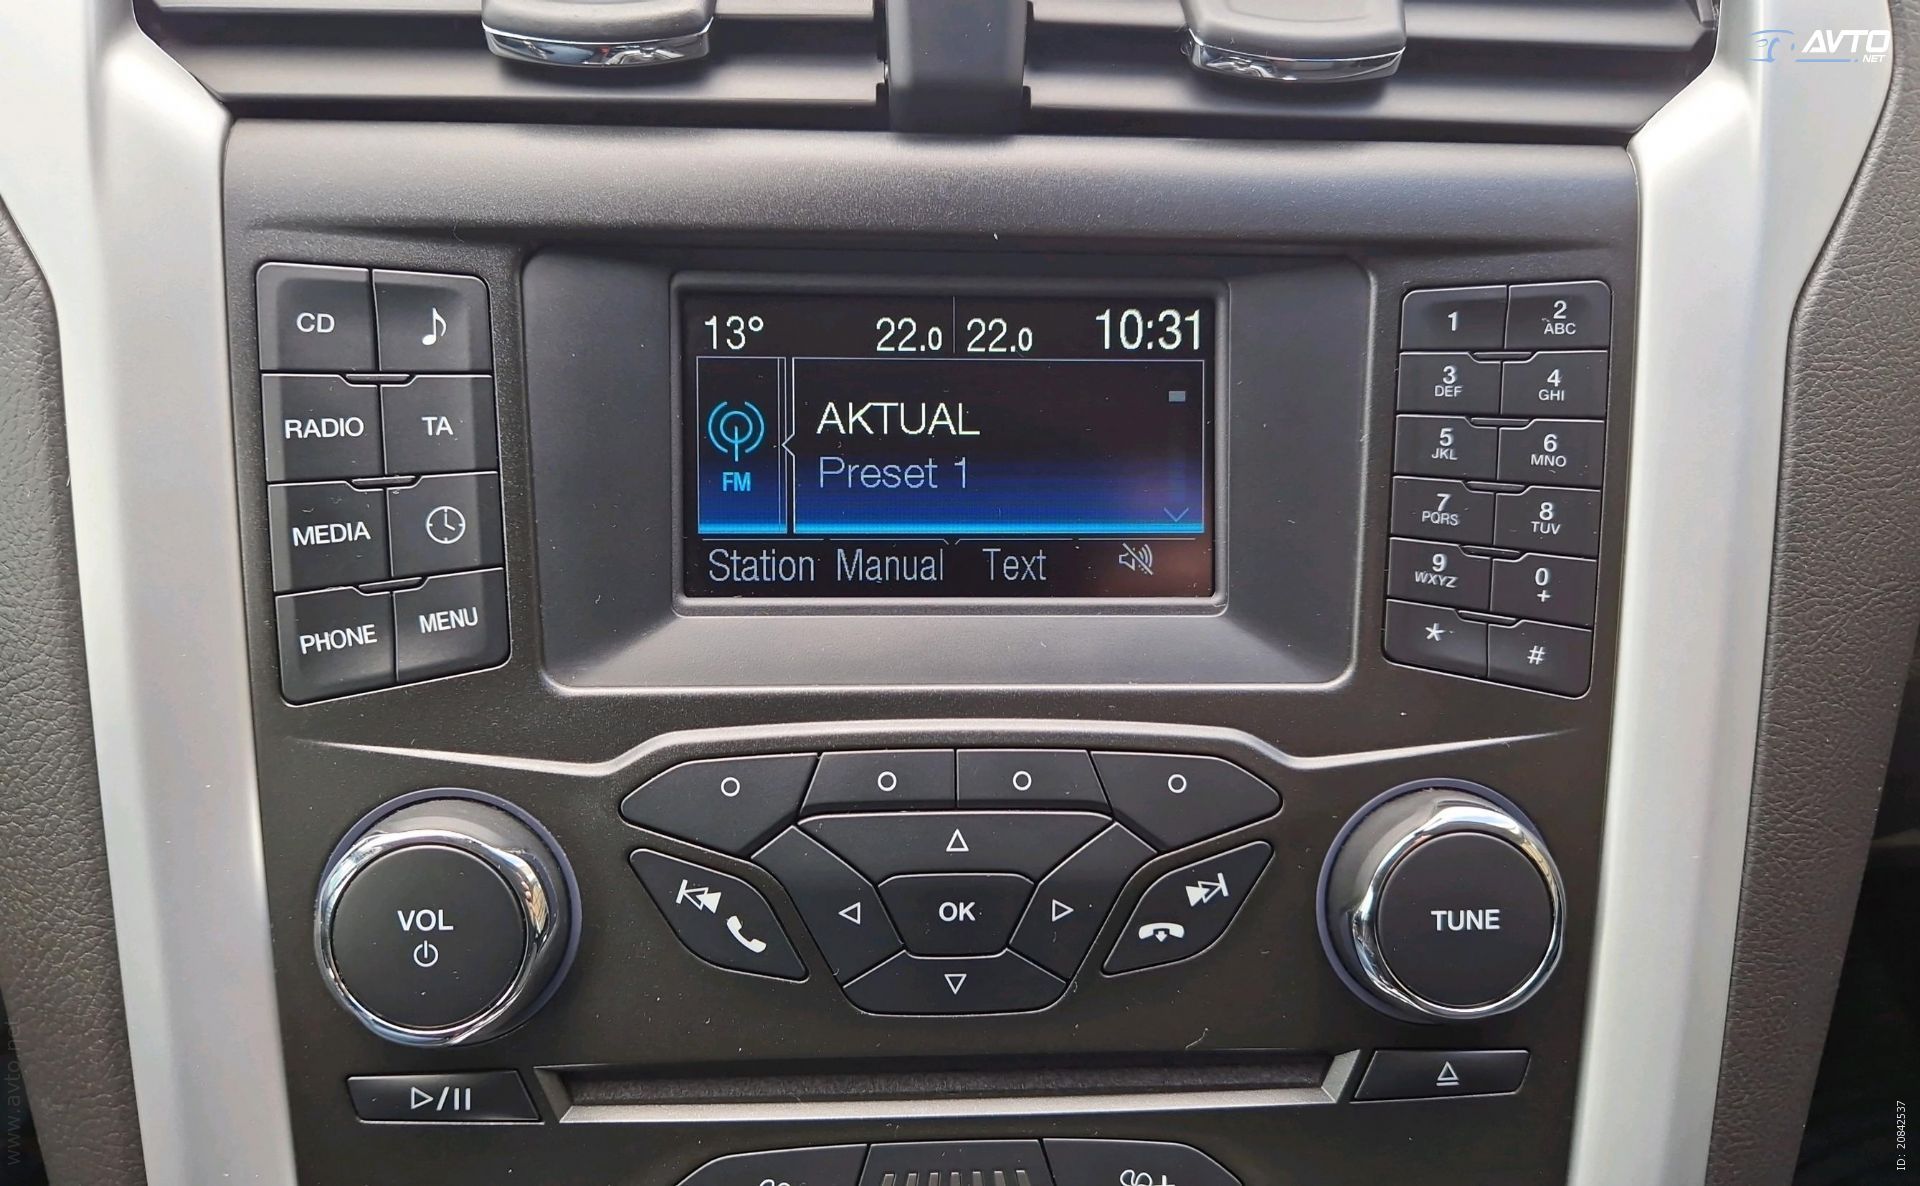 AVTO
.NET
CD
RADIO TA
MEDIA
PHONE MENU
13° 22.0 22.0 10:31
FM
AKTUAL
Preset 1
Station Manual Text
1 2 ABC
3 DEF 4 GHI
5 JKL 6 MNO
7 PQRS 8 TUV
9 WXYZ 0 +
* #
VOL
OK
TUNE
www.avto.net
ID: 20842537